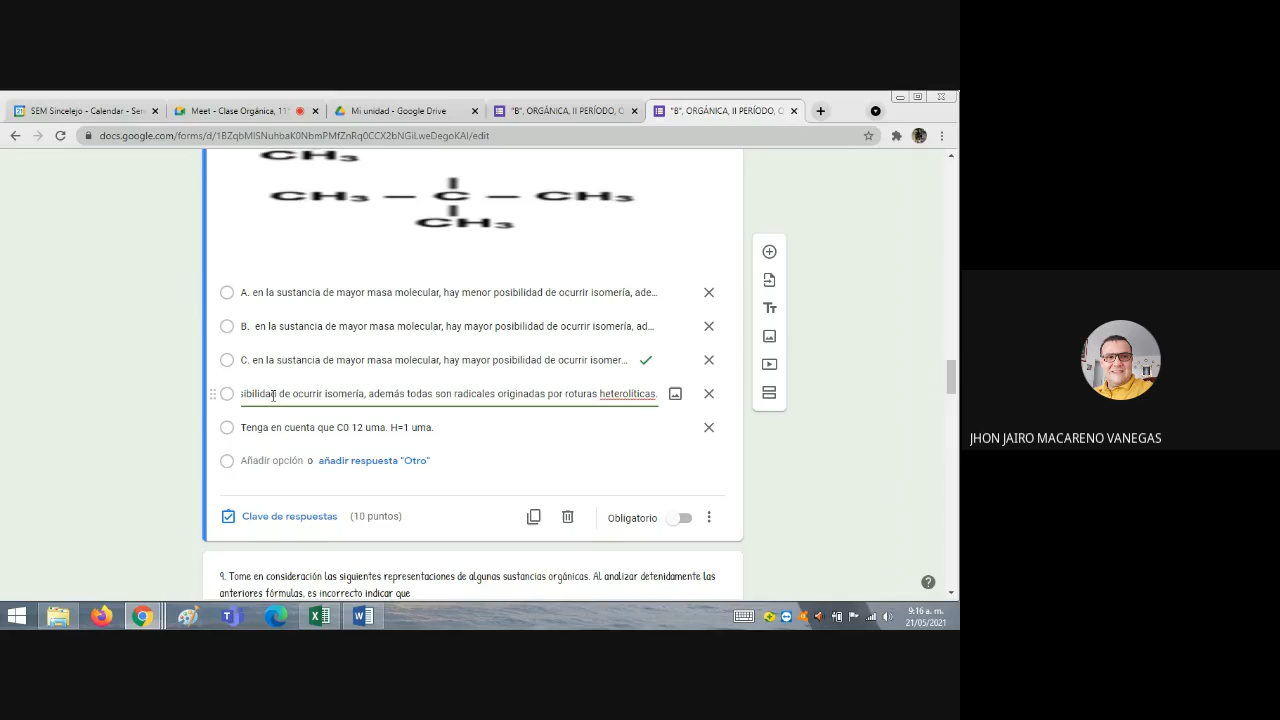 SEM Sincelejo - Calendar - Sem
Meet - Clase Orgánica, 11°
Mi unidad - Google Drive
"B", ORGÁNICA, II PERÍODO, C
"B", ORGÁNICA, II PERÍODO, C
docs.google.com/forms/d/1BZqbMlSNuhbaK0NbmPMfZnRq0CCX2bNGiLweDegoKAI/edit
CH₃
CH₃ — C — CH₃
CH₃
A. en la sustancia de mayor masa molecular, hay menor posibilidad de ocurrir isomería, ade...
B. en la sustancia de mayor masa molecular, hay mayor posibilidad de ocurrir isomería, ad...
C. en la sustancia de mayor masa molecular, hay mayor posibilidad de ocurrir isomer...
sibilidad de ocurrir isomería, además todas son radicales originadas por roturas heterolíticas.
Tenga en cuenta que C0 12 uma. H=1 uma.
Añadir opción o añadir respuesta "Otro"
Clave de respuestas (10 puntos)
Obligatorio
9. Tome en consideración las siguientes representaciones de algunas sustancias orgánicas. Al analizar detenidamente las
anteriores fórmulas, es incorrecto indicar que
9:16 a. m.
21/05/2021
JHON JAIRO MACARENO VANEGAS